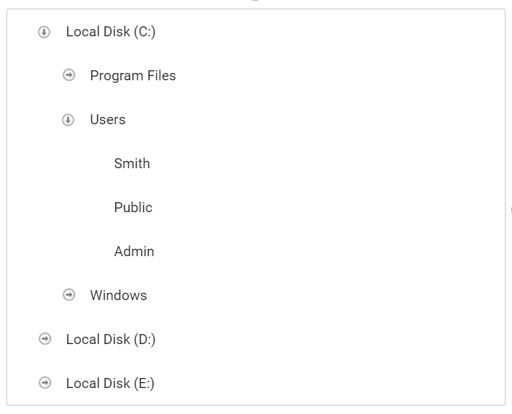 Local Disk (C:)
Program Files
Users
Smith
Public
Admin
Windows
Local Disk (D:)
Local Disk (E:)